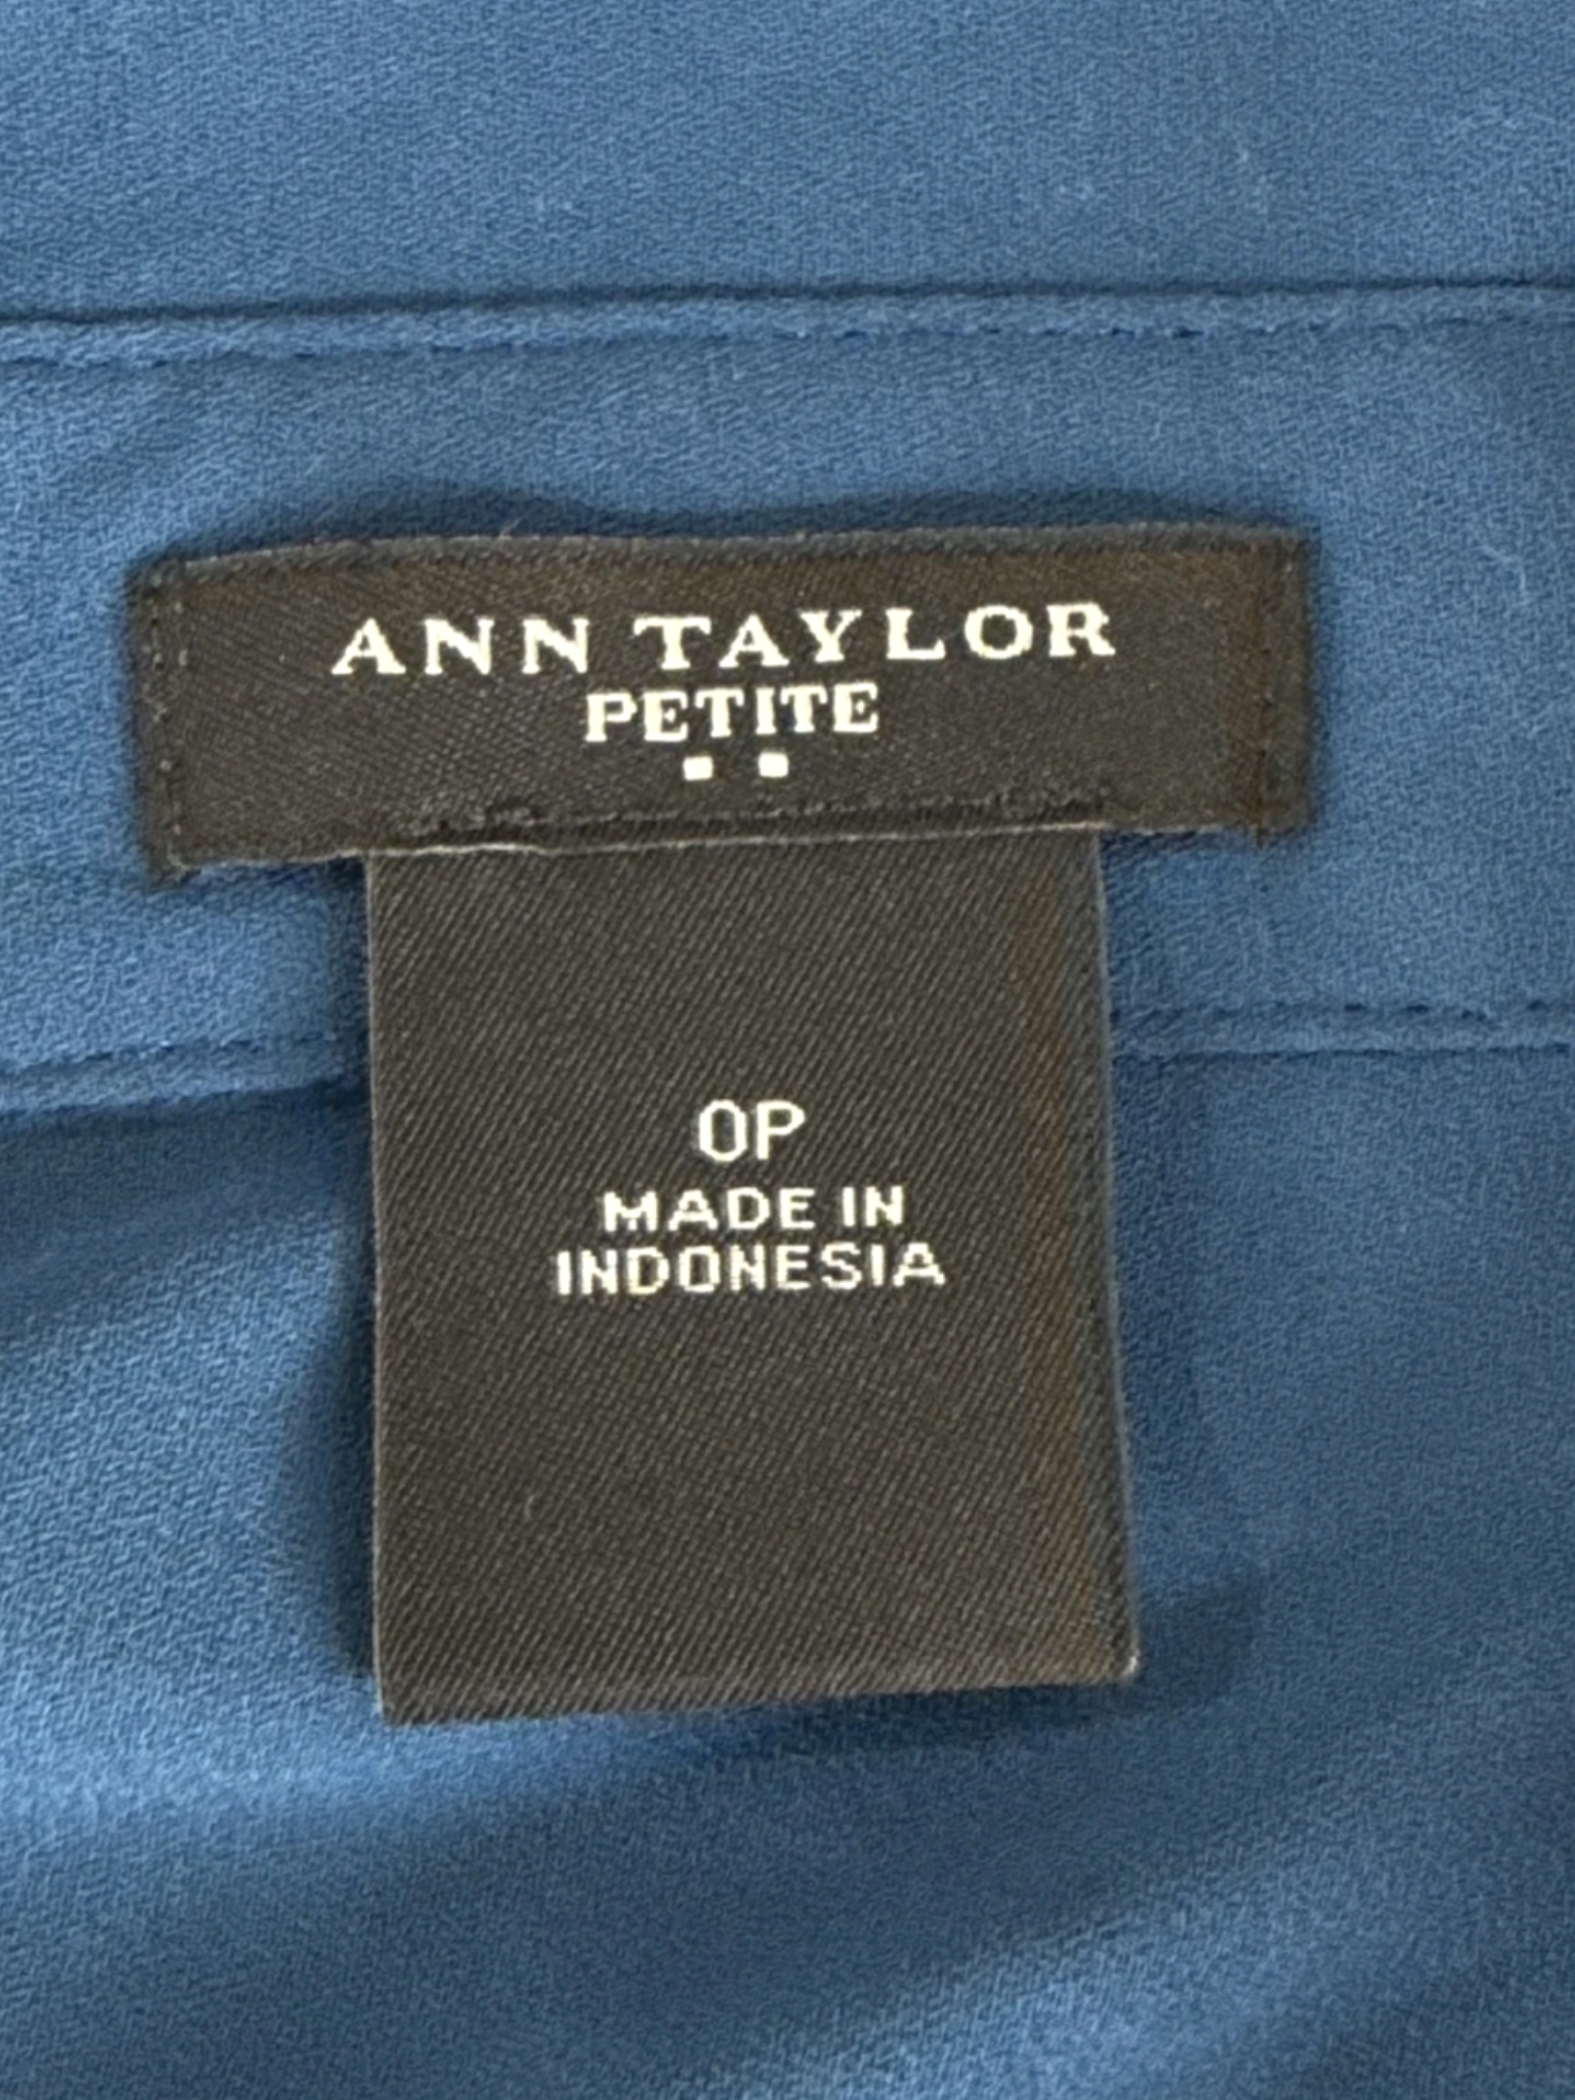 ANN TAYLOR
PETITE
0P
MADE IN
INDONESIA